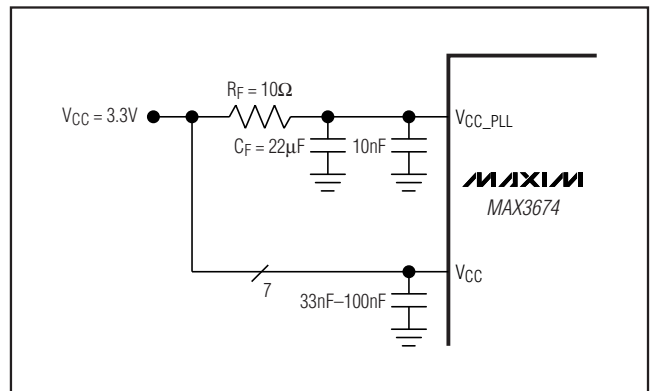 R_F = 10Ω
V_CC = 3.3V
V_CC_PLL
C_F = 22μF
10nF
MAXIM
MAX3674
V_CC
7
33nF–100nF